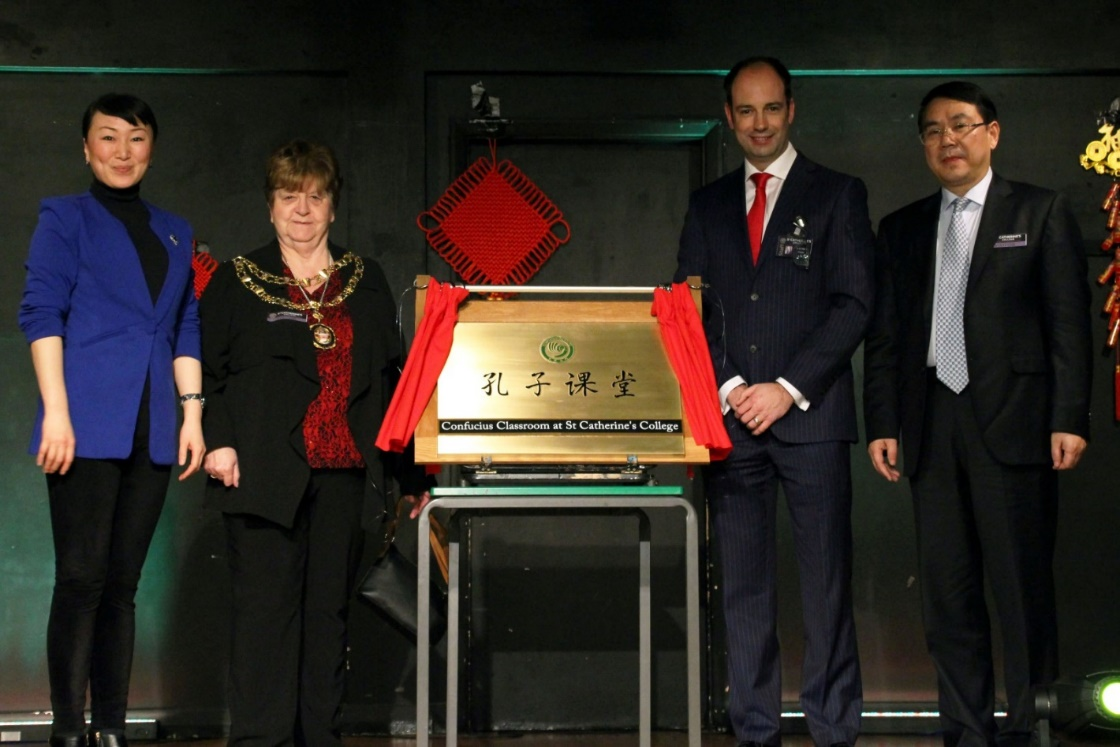 孔子课堂
Confucius Classroom at St Catherine's College